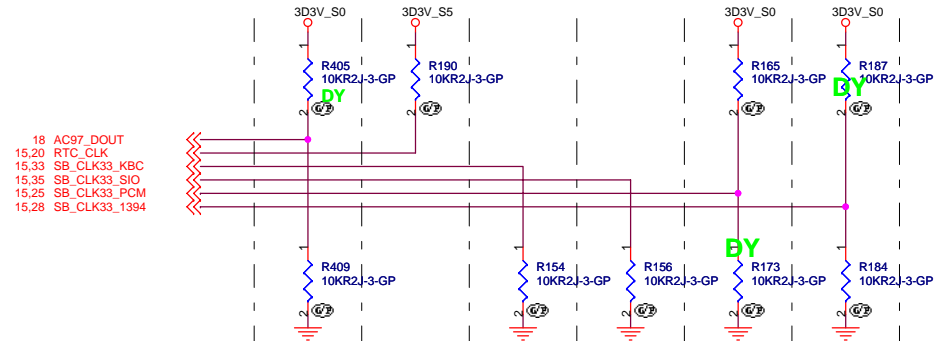 3D3V_S0 3D3V_S5 3D3V_S0 3D3V_S0
1 1 1 1
R405 R190 R165 R187
10KR2J-3-GP 10KR2J-3-GP 10KR2J-3-GP 10KR2J-3-GP
DY DY
2 2 2 2
18 AC97_DOUT
15,20 RTC_CLK
15,33 SB_CLK33_KBC
15,35 SB_CLK33_SIO
15,25 SB_CLK33_PCM
15,28 SB_CLK33_1394
DY
1 1 1 1 1
R409 R154 R156 R173 R184
10KR2J-3-GP 10KR2J-3-GP 10KR2J-3-GP 10KR2J-3-GP 10KR2J-3-GP
2 2 2 2 2